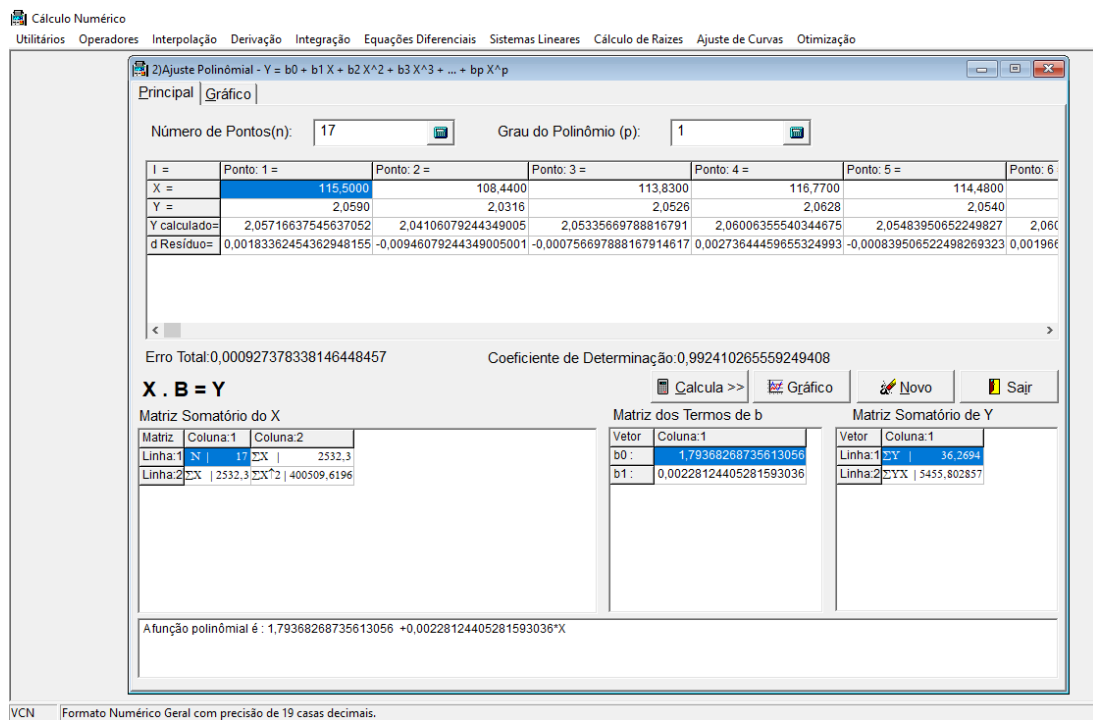 Cálculo Numérico
Utilitários Operadores Interpolação Derivação Integração Equações Diferenciais Sistemas Lineares Cálculo de Raizes Ajuste de Curvas Otimização
2)Ajuste Polinômial - Y = b0 + b1 X + b2 X^2 + b3 X^3 + ... + bp X^p
Principal Gráfico
Número de Pontos(n): 17 Grau do Polinômio (p): 1
I = Ponto: 1 = Ponto: 2 = Ponto: 3 = Ponto: 4 = Ponto: 5 = Ponto: 6
X = 115,5000 108,4400 113,8300 116,7700 114,4800
Y = 2,0590 2,0316 2,0526 2,0628 2,0540
Y calculado= 2,05716637545637052 2,04106079244349005 2,05335669788816791 2,06006355540344675 2,05483950652249827 2,060
d Resíduo= 0,00183362454362948155 -0,00946079244349005001 -0,000756697888167914617 0,00273644459655324993 -0,000839506522498269323 0,001966
Erro Total:0,000927378338146448457 Coeficiente de Determinação:0,992410265559249408
X . B = Y
Calcula >> Gráfico Novo Sair
Matriz Somatório do X Matriz dos Termos de b Matriz Somatório de Y
Matriz Coluna:1 Coluna:2 Vetor Coluna:1 Vetor Coluna:1
Linha:1 N | 17 ΣX | 2532,3 b0 : 1,79368268735613056 Linha:1 ΣY | 36,2694
Linha:2 ΣX | 2532,3 ΣX^2 | 400509,6196 b1 : 0,00228124405281593036 Linha:2 ΣYX | 5455,802857
A função polinômial é : 1,79368268735613056 +0,00228124405281593036*X
VCN Formato Numérico Geral com precisão de 19 casas decimais.